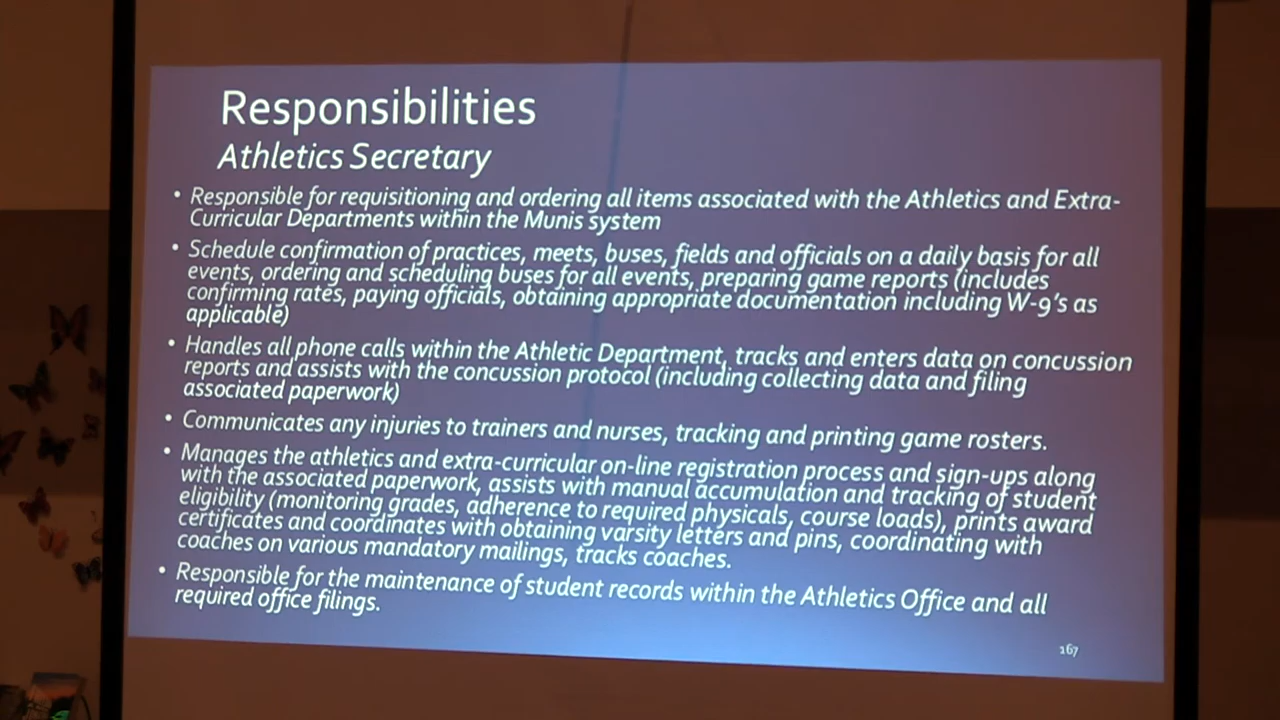 Responsibilities
Athletics Secretary
• Responsible for requisitioning and ordering all items associated with the Athletics and Extra-
Curricular Departments within the Munis system
• Schedule confirmation of practices, meets, buses, fields and officials on a daily basis for all
events, ordering and scheduling buses for all events, preparing game reports (includes
confirming rates, paying officials, obtaining appropriate documentation including W-9's as
applicable)
• Handles all phone calls within the Athletic Department, tracks and enters data on concussion
reports and assists with the concussion protocol (including collecting data and filing
associated paperwork)
• Communicates any injuries to trainers and nurses, tracking and printing game rosters.
• Manages the athletics and extra-curricular on-line registration process and sign-ups along
with the associated paperwork, assists with manual accumulation and tracking of student
eligibility (monitoring grades, adherence to required physicals, course loads), prints award
certificates and coordinates with obtaining varsity letters and pins, coordinating with
coaches on various mandatory mailings, tracks coaches.
• Responsible for the maintenance of student records within the Athletics Office and all
required office filings.
167